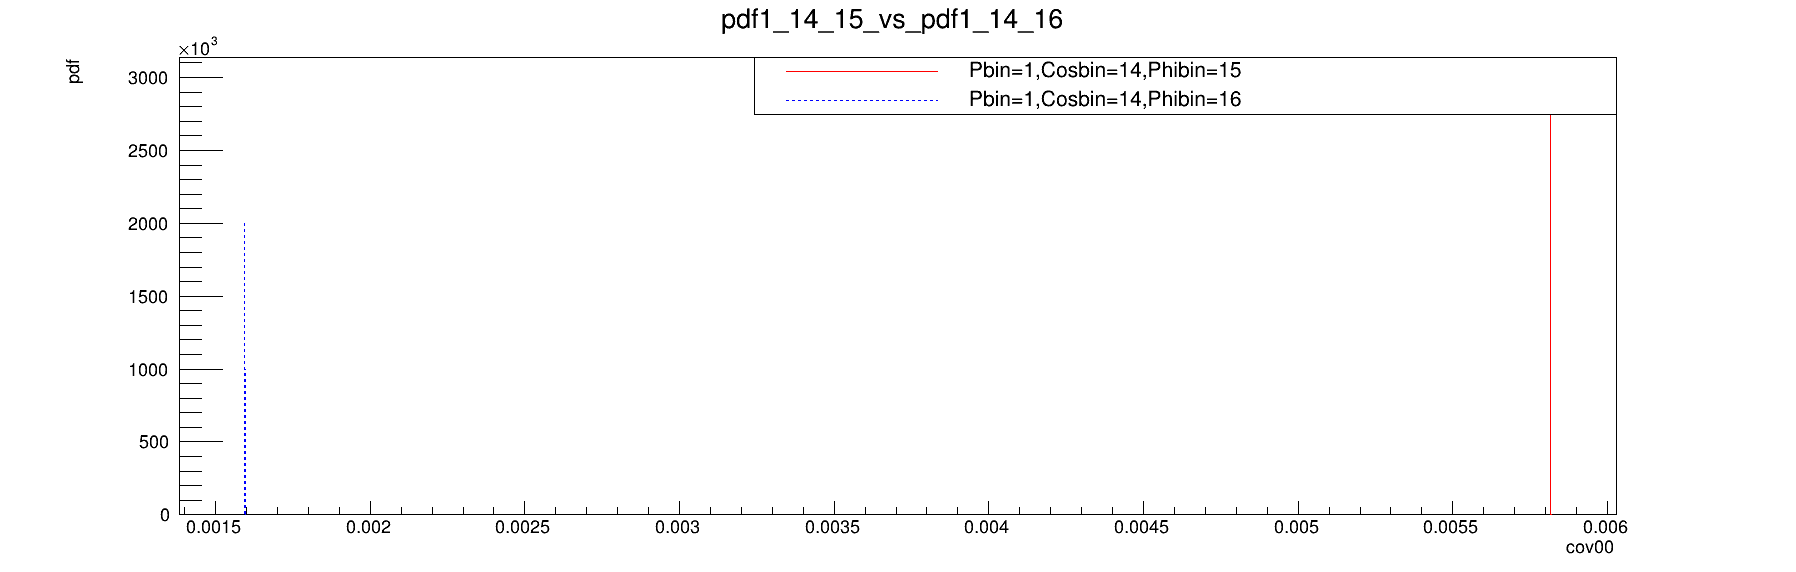 pdf1_14_15_vs_pdf1_14_16
×10³
pdf
Pbin=1,Cosbin=14,Phibin=15
Pbin=1,Cosbin=14,Phibin=16
3000
2500
2000
1500
1000
500
0
0.0015 0.002 0.0025 0.003 0.0035 0.004 0.0045 0.005 0.0055 0.006
cov00